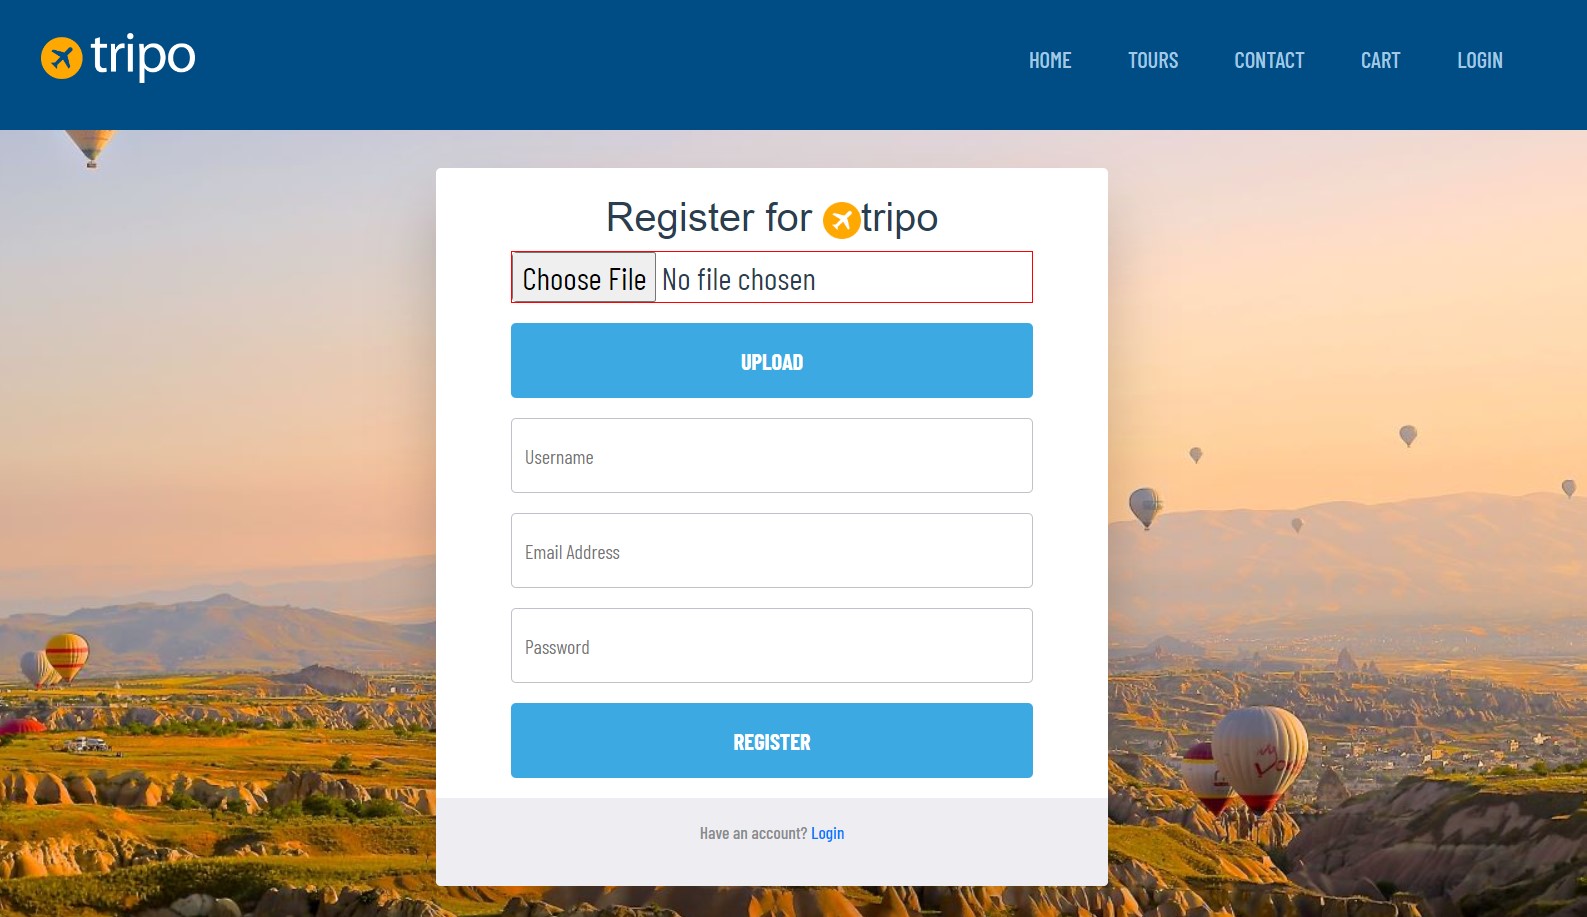 tripo
HOME TOURS CONTACT CART LOGIN
Register for tripo
Choose File No file chosen
UPLOAD
Username
Email Address
Password
REGISTER
Have an account? Login